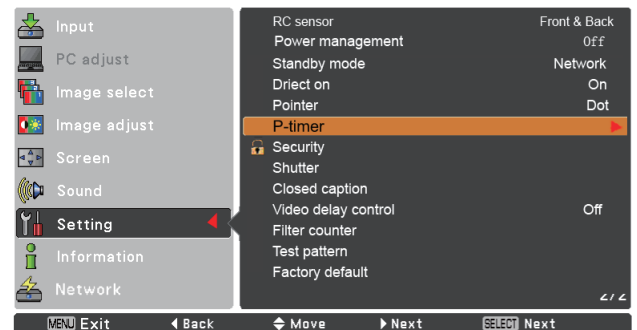 Input
PC adjust
Image select
Image adjust
Screen
Sound
Setting
Information
Network
RC sensor Front & Back
Power management Off
Standby mode Network
Driect on On
Pointer Dot
P-timer
Security
Shutter
Closed caption
Video delay control Off
Filter counter
Test pattern
Factory default
2/2
MENU Exit Back Move Next SELECT Next